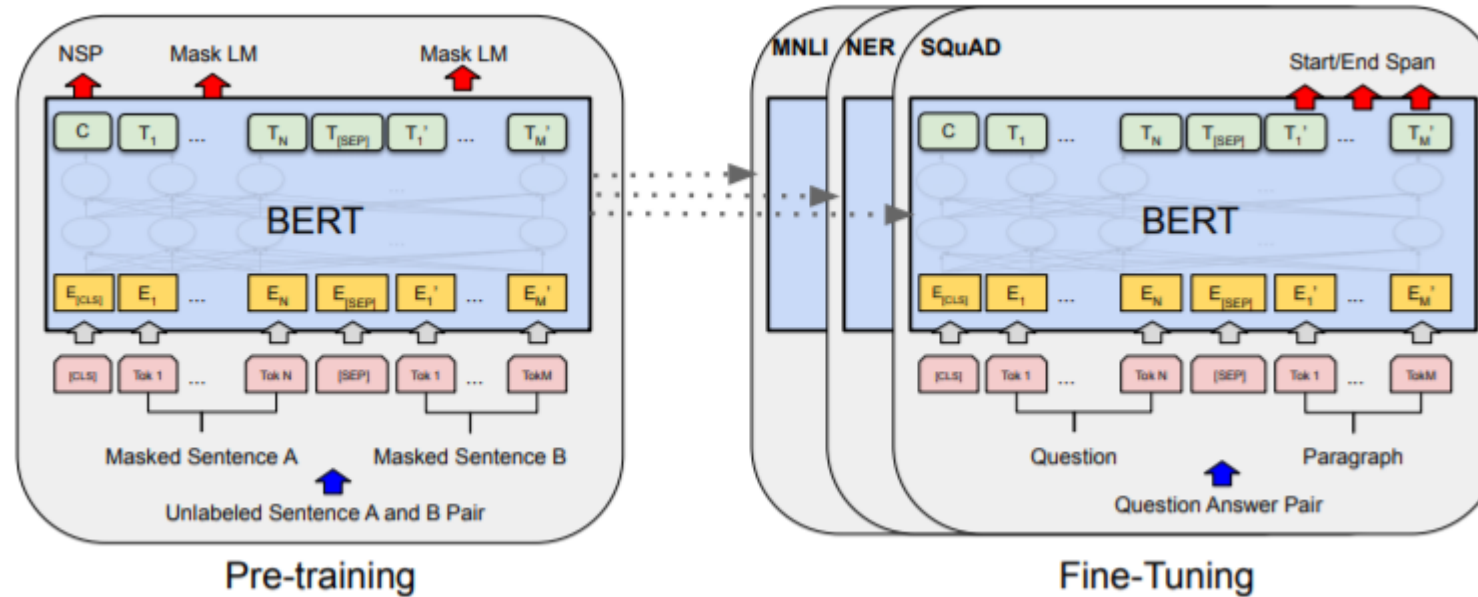 NSP Mask LM Mask LM
C T1 ... TN T[SEP] T1' ... TM'
...
BERT
...
E[CLS] E1 ... EN E[SEP] E1' ... EM'
[CLS] Tok 1 ... Tok N [SEP] Tok 1 ... TokM
Masked Sentence A Masked Sentence B
Unlabeled Sentence A and B Pair
Pre-training
MNLI NER SQuAD
Start/End Span
C T1 ... TN T[SEP] T1' ... TM'
...
BERT
...
E[CLS] E1 ... EN E[SEP] E1' ... EM'
[CLS] Tok 1 ... Tok N [SEP] Tok 1 ... TokM
Question Paragraph
Question Answer Pair
Fine-Tuning